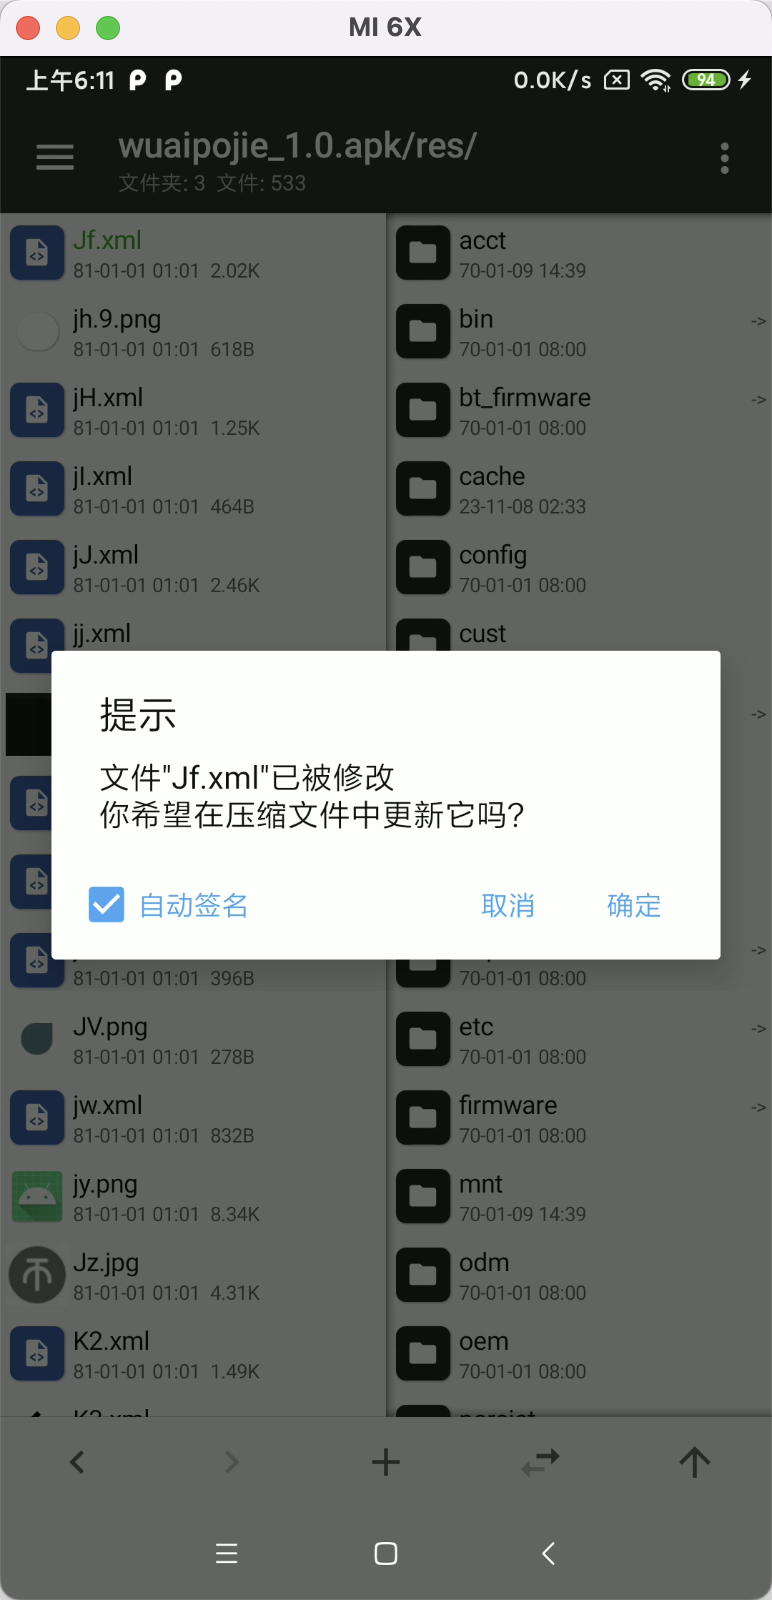 MI 6X
上午6:11
0.0K/s
94
wuaipojie_1.0.apk/res/
文件夹: 3 文件: 533
Jf.xml
81-01-01 01:01 2.02K
jh.9.png
81-01-01 01:01 618B
jH.xml
81-01-01 01:01 1.25K
jI.xml
81-01-01 01:01 464B
jJ.xml
81-01-01 01:01 2.46K
jj.xml
acct
70-01-09 14:39
bin
70-01-01 08:00
->
bt_firmware
70-01-01 08:00
->
cache
23-11-08 02:33
config
70-01-01 08:00
cust
->
提示
文件"Jf.xml"已被修改
你希望在压缩文件中更新它吗?
自动签名
取消
确定
81-01-01 01:01 396B
JV.png
81-01-01 01:01 278B
jw.xml
81-01-01 01:01 832B
jy.png
81-01-01 01:01 8.34K
Jz.jpg
81-01-01 01:01 4.31K
K2.xml
81-01-01 01:01 1.49K
->
70-01-01 08:00
etc
70-01-01 08:00
->
firmware
70-01-01 08:00
->
mnt
70-01-09 14:39
odm
70-01-01 08:00
oem
70-01-01 08:00